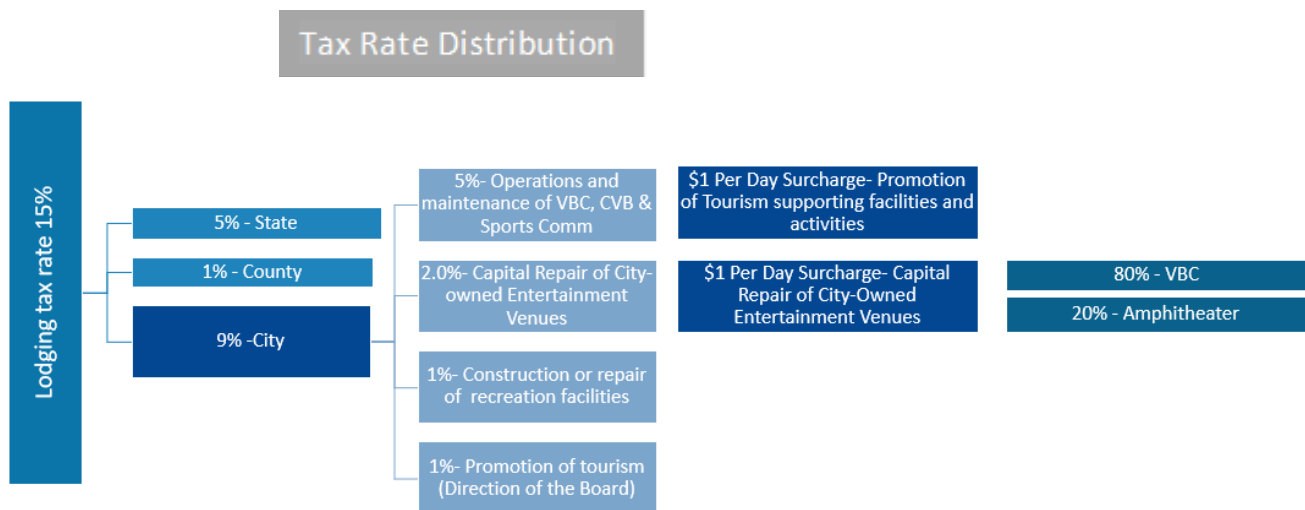 Tax Rate Distribution
Lodging tax rate 15%
5% - State
1% - County
9% -City
5%- Operations and
maintenance of VBC, CVB &
Sports Comm
$1 Per Day Surcharge- Promotion
of Tourism supporting facilities and
activities
2.0%- Capital Repair of City-
owned Entertainment
Venues
$1 Per Day Surcharge- Capital
Repair of City-Owned
Entertainment Venues
80% - VBC
20% - Amphitheater
1%- Construction or repair
of recreation facilities
1%- Promotion of tourism
(Direction of the Board)